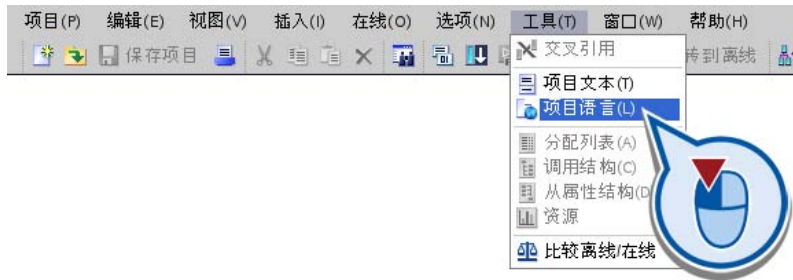 项目(P) 编辑(E) 视图(V) 插入(I) 在线(O) 选项(N) 工具(T) 窗口(W) 帮助(H)
保存项目 转到离线
交叉引用
项目文本(T)
项目语言(L)
分配列表(A)
调用结构(C)
从属性结构(D
资源
比较离线/在线